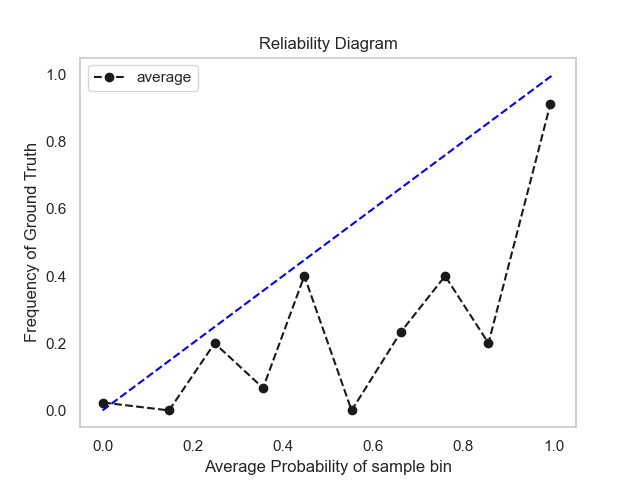 Reliability Diagram
average
Frequency of Ground Truth
1.0
0.8
0.6
0.4
0.2
0.0
0.0 0.2 0.4 0.6 0.8 1.0
Average Probability of sample bin